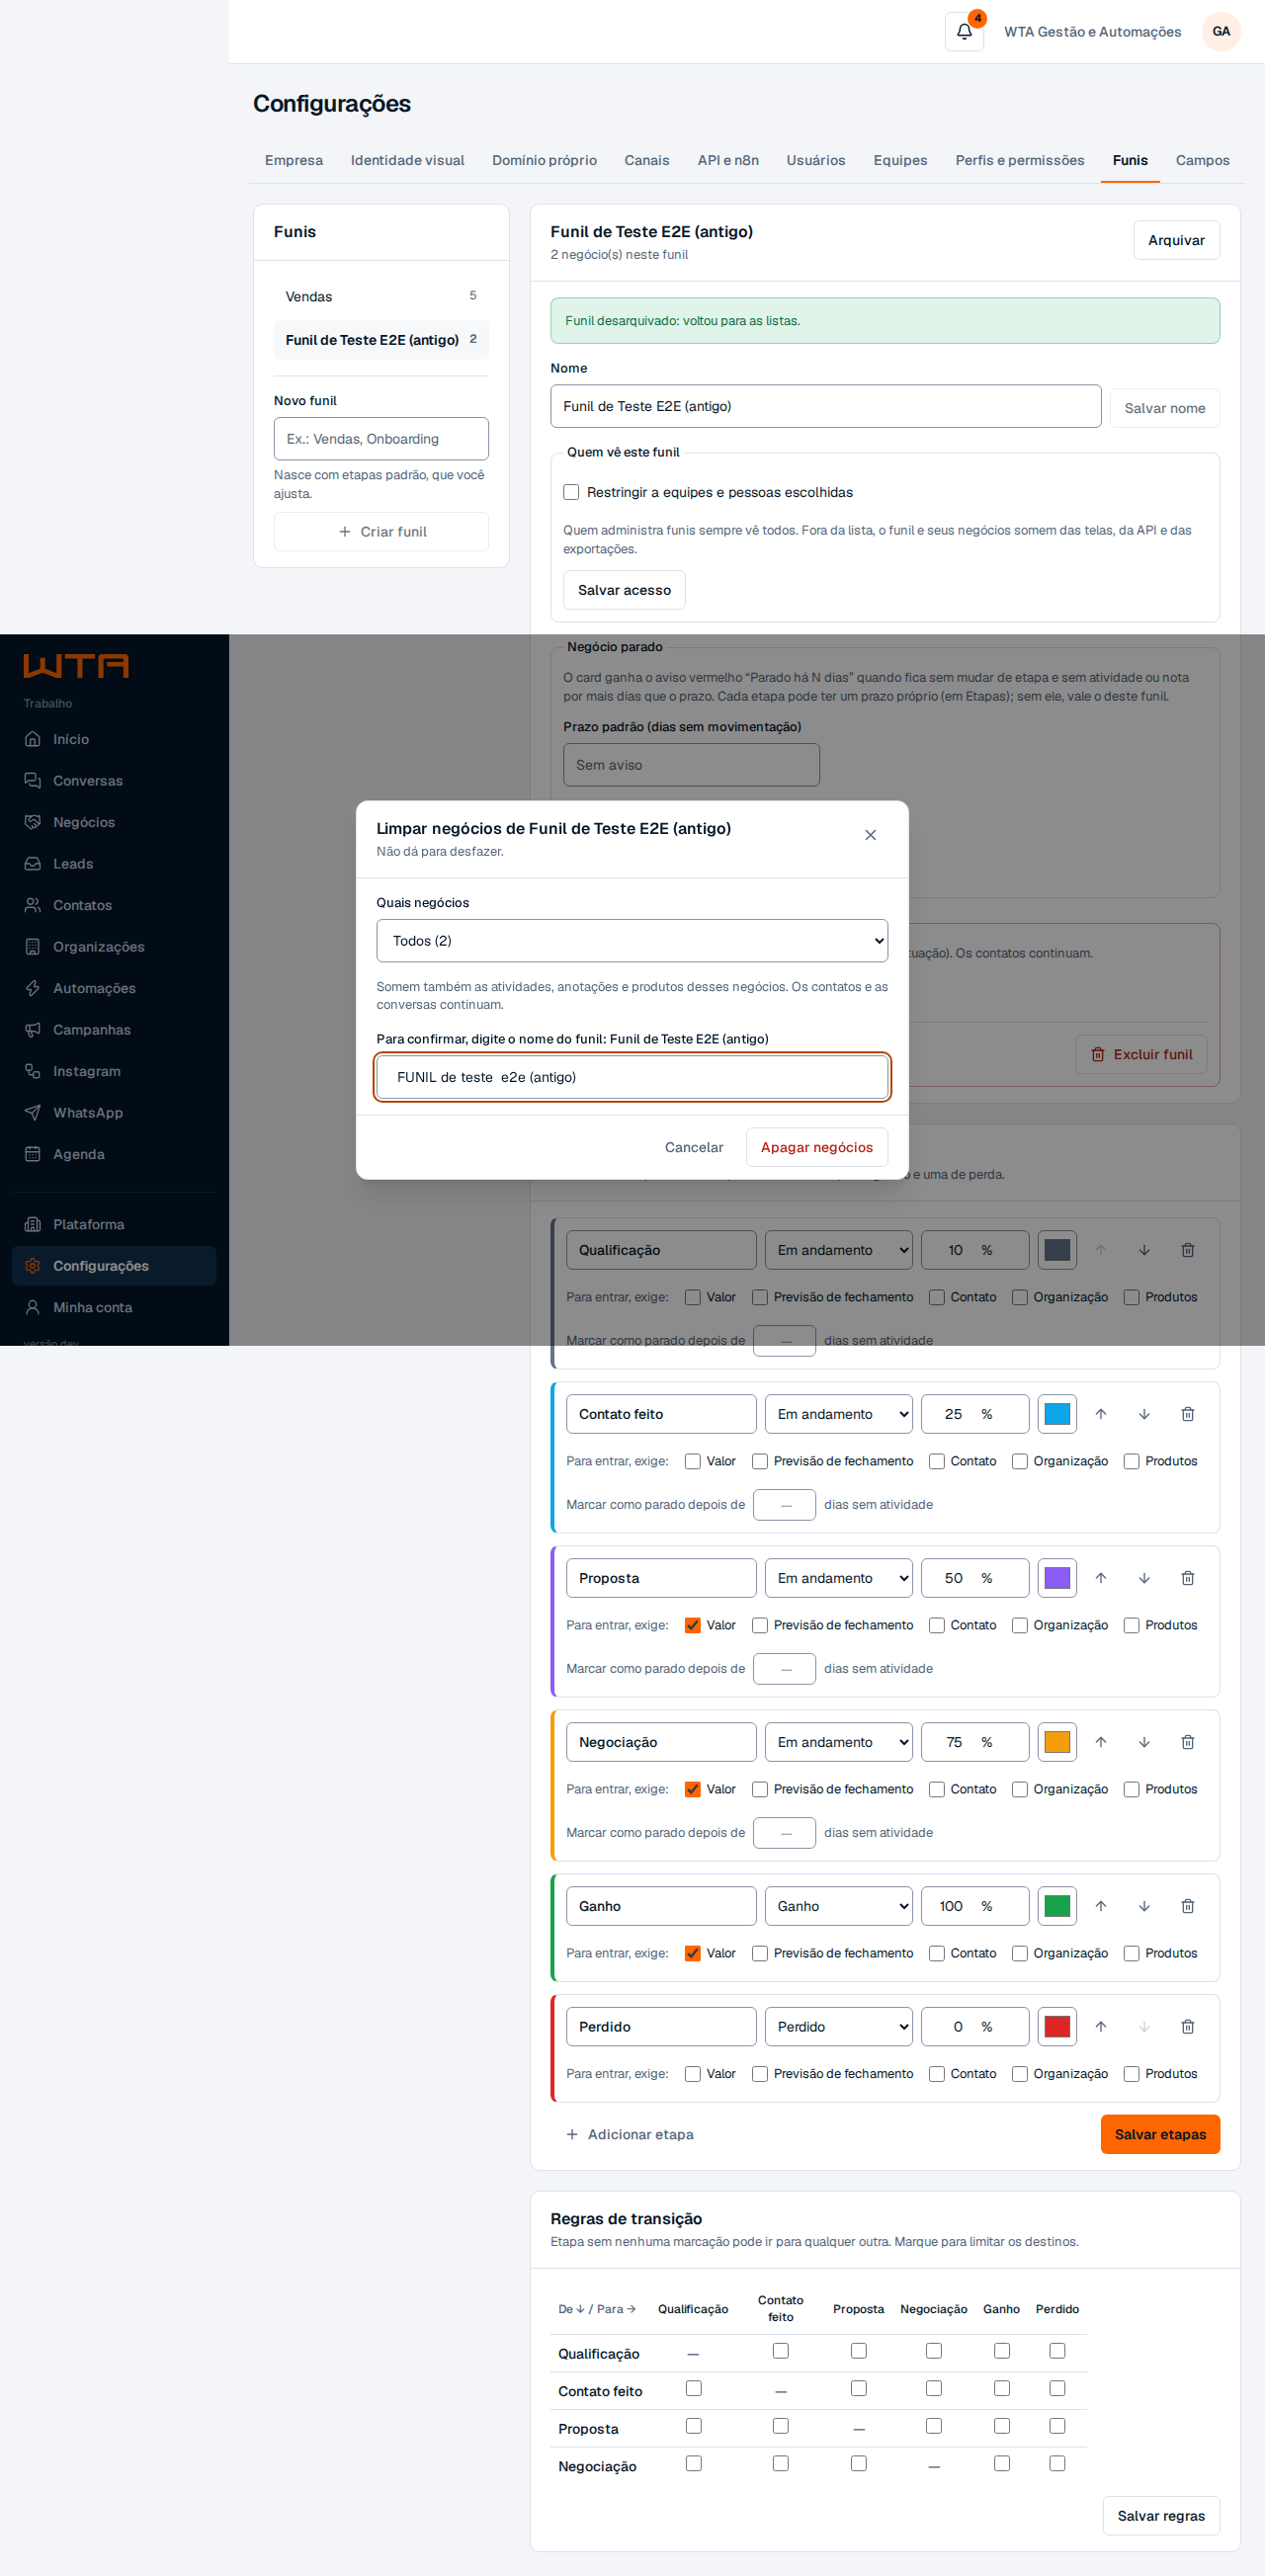 4
WTA Gestão e Automações
GA
Configurações
Empresa
Identidade visual
Domínio próprio
Canais
API e n8n
Usuários
Equipes
Perfis e permissões
Funis
Campos
Funis
Vendas 5
Funil de Teste E2E (antigo) 2
Novo funil
Ex.: Vendas, Onboarding
Nasce com etapas padrão, que você
ajusta.
Criar funil
Funil de Teste E2E (antigo)
2 negócio(s) neste funil
Arquivar
Funil desarquivado: voltou para as listas.
Nome
Funil de Teste E2E (antigo)
Salvar nome
Quem vê este funil
Restringir a equipes e pessoas escolhidas
Quem administra funis sempre vê todos. Fora da lista, o funil e seus negócios somem das telas, da API e das
exportações.
Salvar acesso
WTA
Trabalho
Início
Conversas
Negócios
Leads
Contatos
Organizações
Automações
Campanhas
Instagram
WhatsApp
Agenda
Plataforma
Configurações
Minha conta
versão dev
Negócio parado
O card ganha o aviso vermelho “Parado há N dias” quando fica sem mudar de etapa e sem atividade ou nota
por mais dias que o prazo. Cada etapa pode ter um prazo próprio (em Etapas); sem ele, vale o deste funil.
Prazo padrão (dias sem movimentação)
Sem aviso
Limpar negócios de Funil de Teste E2E (antigo)
Não dá para desfazer.
Quais negócios
Todos (2)
Somem também as atividades, anotações e produtos desses negócios. Os contatos e as
conversas continuam.
Para confirmar, digite o nome do funil: Funil de Teste E2E (antigo)
FUNIL de teste  e2e (antigo)
Cancelar
Apagar negócios
tuação). Os contatos continuam.
Excluir funil
e uma de perda.
Qualificação Em andamento 10 %
Para entrar, exige: Valor Previsão de fechamento Contato Organização Produtos
Marcar como parado depois de — dias sem atividade
Contato feito Em andamento 25 %
Para entrar, exige: Valor Previsão de fechamento Contato Organização Produtos
Marcar como parado depois de — dias sem atividade
Proposta Em andamento 50 %
Para entrar, exige: Valor Previsão de fechamento Contato Organização Produtos
Marcar como parado depois de — dias sem atividade
Negociação Em andamento 75 %
Para entrar, exige: Valor Previsão de fechamento Contato Organização Produtos
Marcar como parado depois de — dias sem atividade
Ganho Ganho 100 %
Para entrar, exige: Valor Previsão de fechamento Contato Organização Produtos
Perdido Perdido 0 %
Para entrar, exige: Valor Previsão de fechamento Contato Organização Produtos
Adicionar etapa
Salvar etapas
Regras de transição
Etapa sem nenhuma marcação pode ir para qualquer outra. Marque para limitar os destinos.
De ↓ / Para → Qualificação Contato feito Proposta Negociação Ganho Perdido
Qualificação —
Contato feito —
Proposta —
Negociação —
Salvar regras